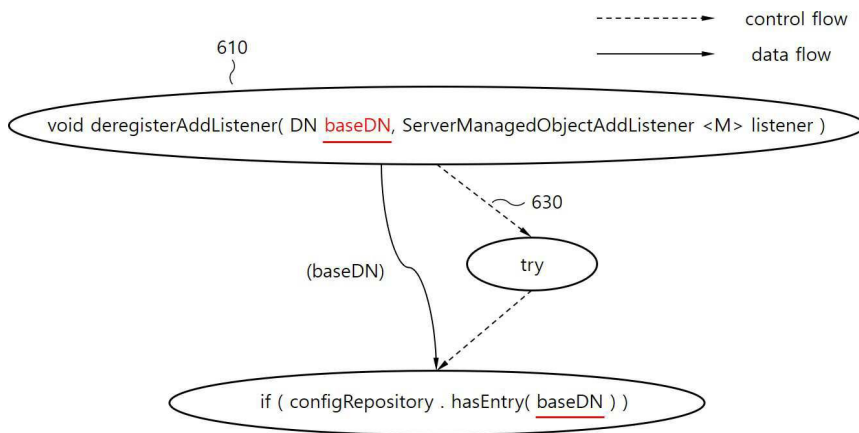 control flow
610
data flow
void deregisterAddListener( DN baseDN, ServerManagedObjectAddListener <M> listener )
630
(baseDN)
try
if ( configRepository . hasEntry( baseDN ) )